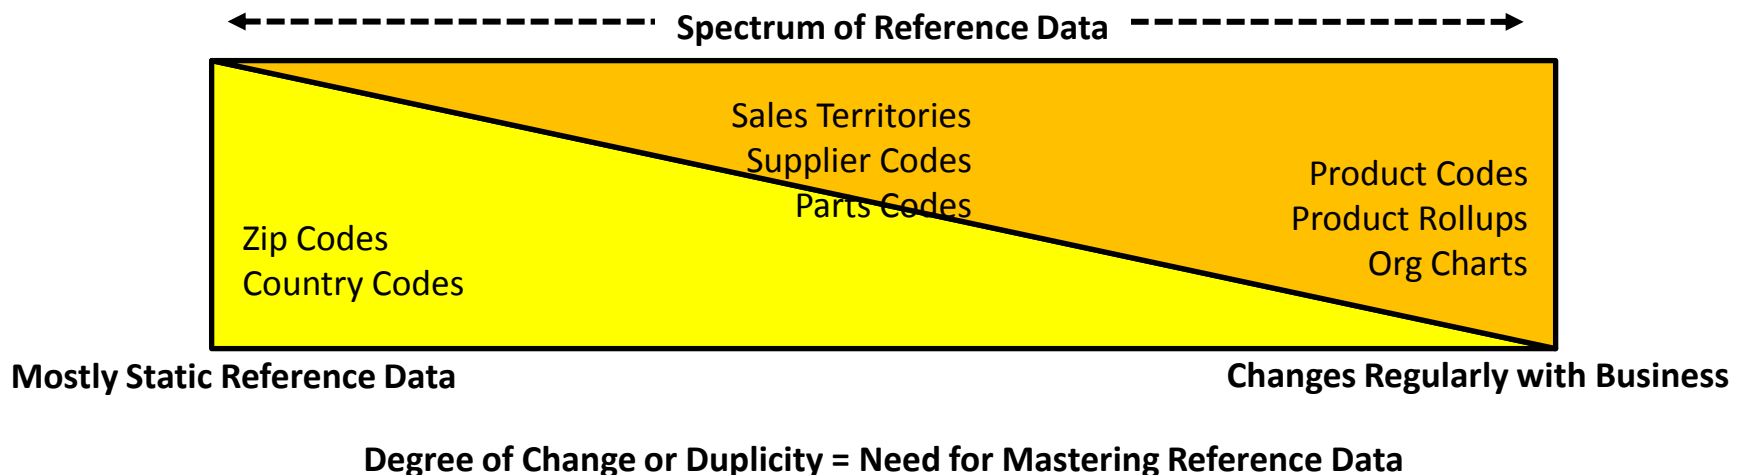 Spectrum of Reference Data
Sales Territories
Supplier Codes
Parts Codes
Product Codes
Product Rollups
Org Charts
Zip Codes
Country Codes
Mostly Static Reference Data
Changes Regularly with Business
Degree of Change or Duplicity = Need for Mastering Reference Data